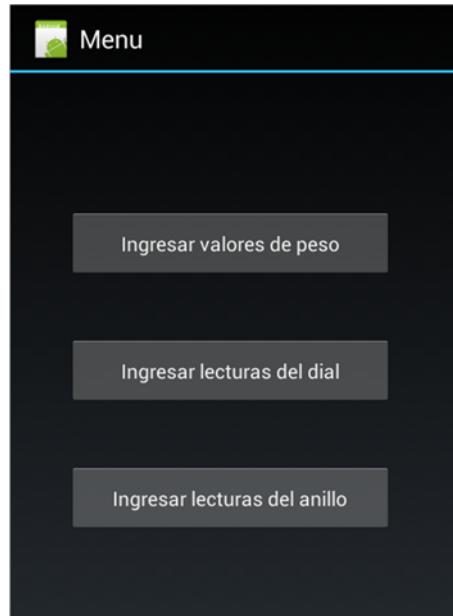 Menu
Ingresar valores de peso
Ingresar lecturas del dial
Ingresar lecturas del anillo